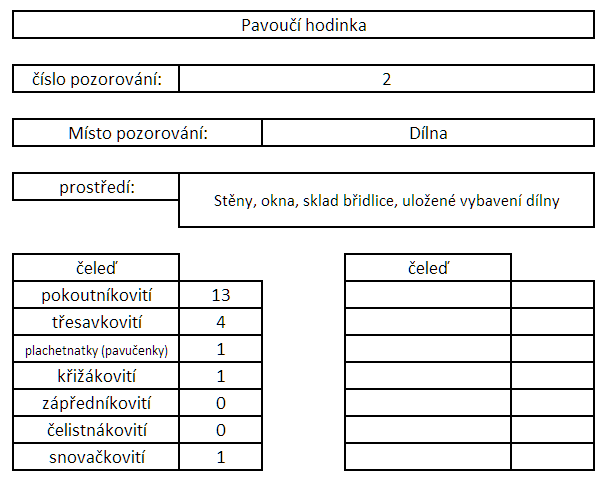 Pavoučí hodinka
číslo pozorování: 2
Místo pozorování: Dílna
prostředí: Stěny, okna, sklad břidlice, uložené vybavení dílny
čeleď čeleď
pokoutníkovití 13
třesavkovití 4
plachetnatky (pavučenky) 1
křižákovití 1
zápředníkovití 0
čelistnákovití 0
snovačkovití 1